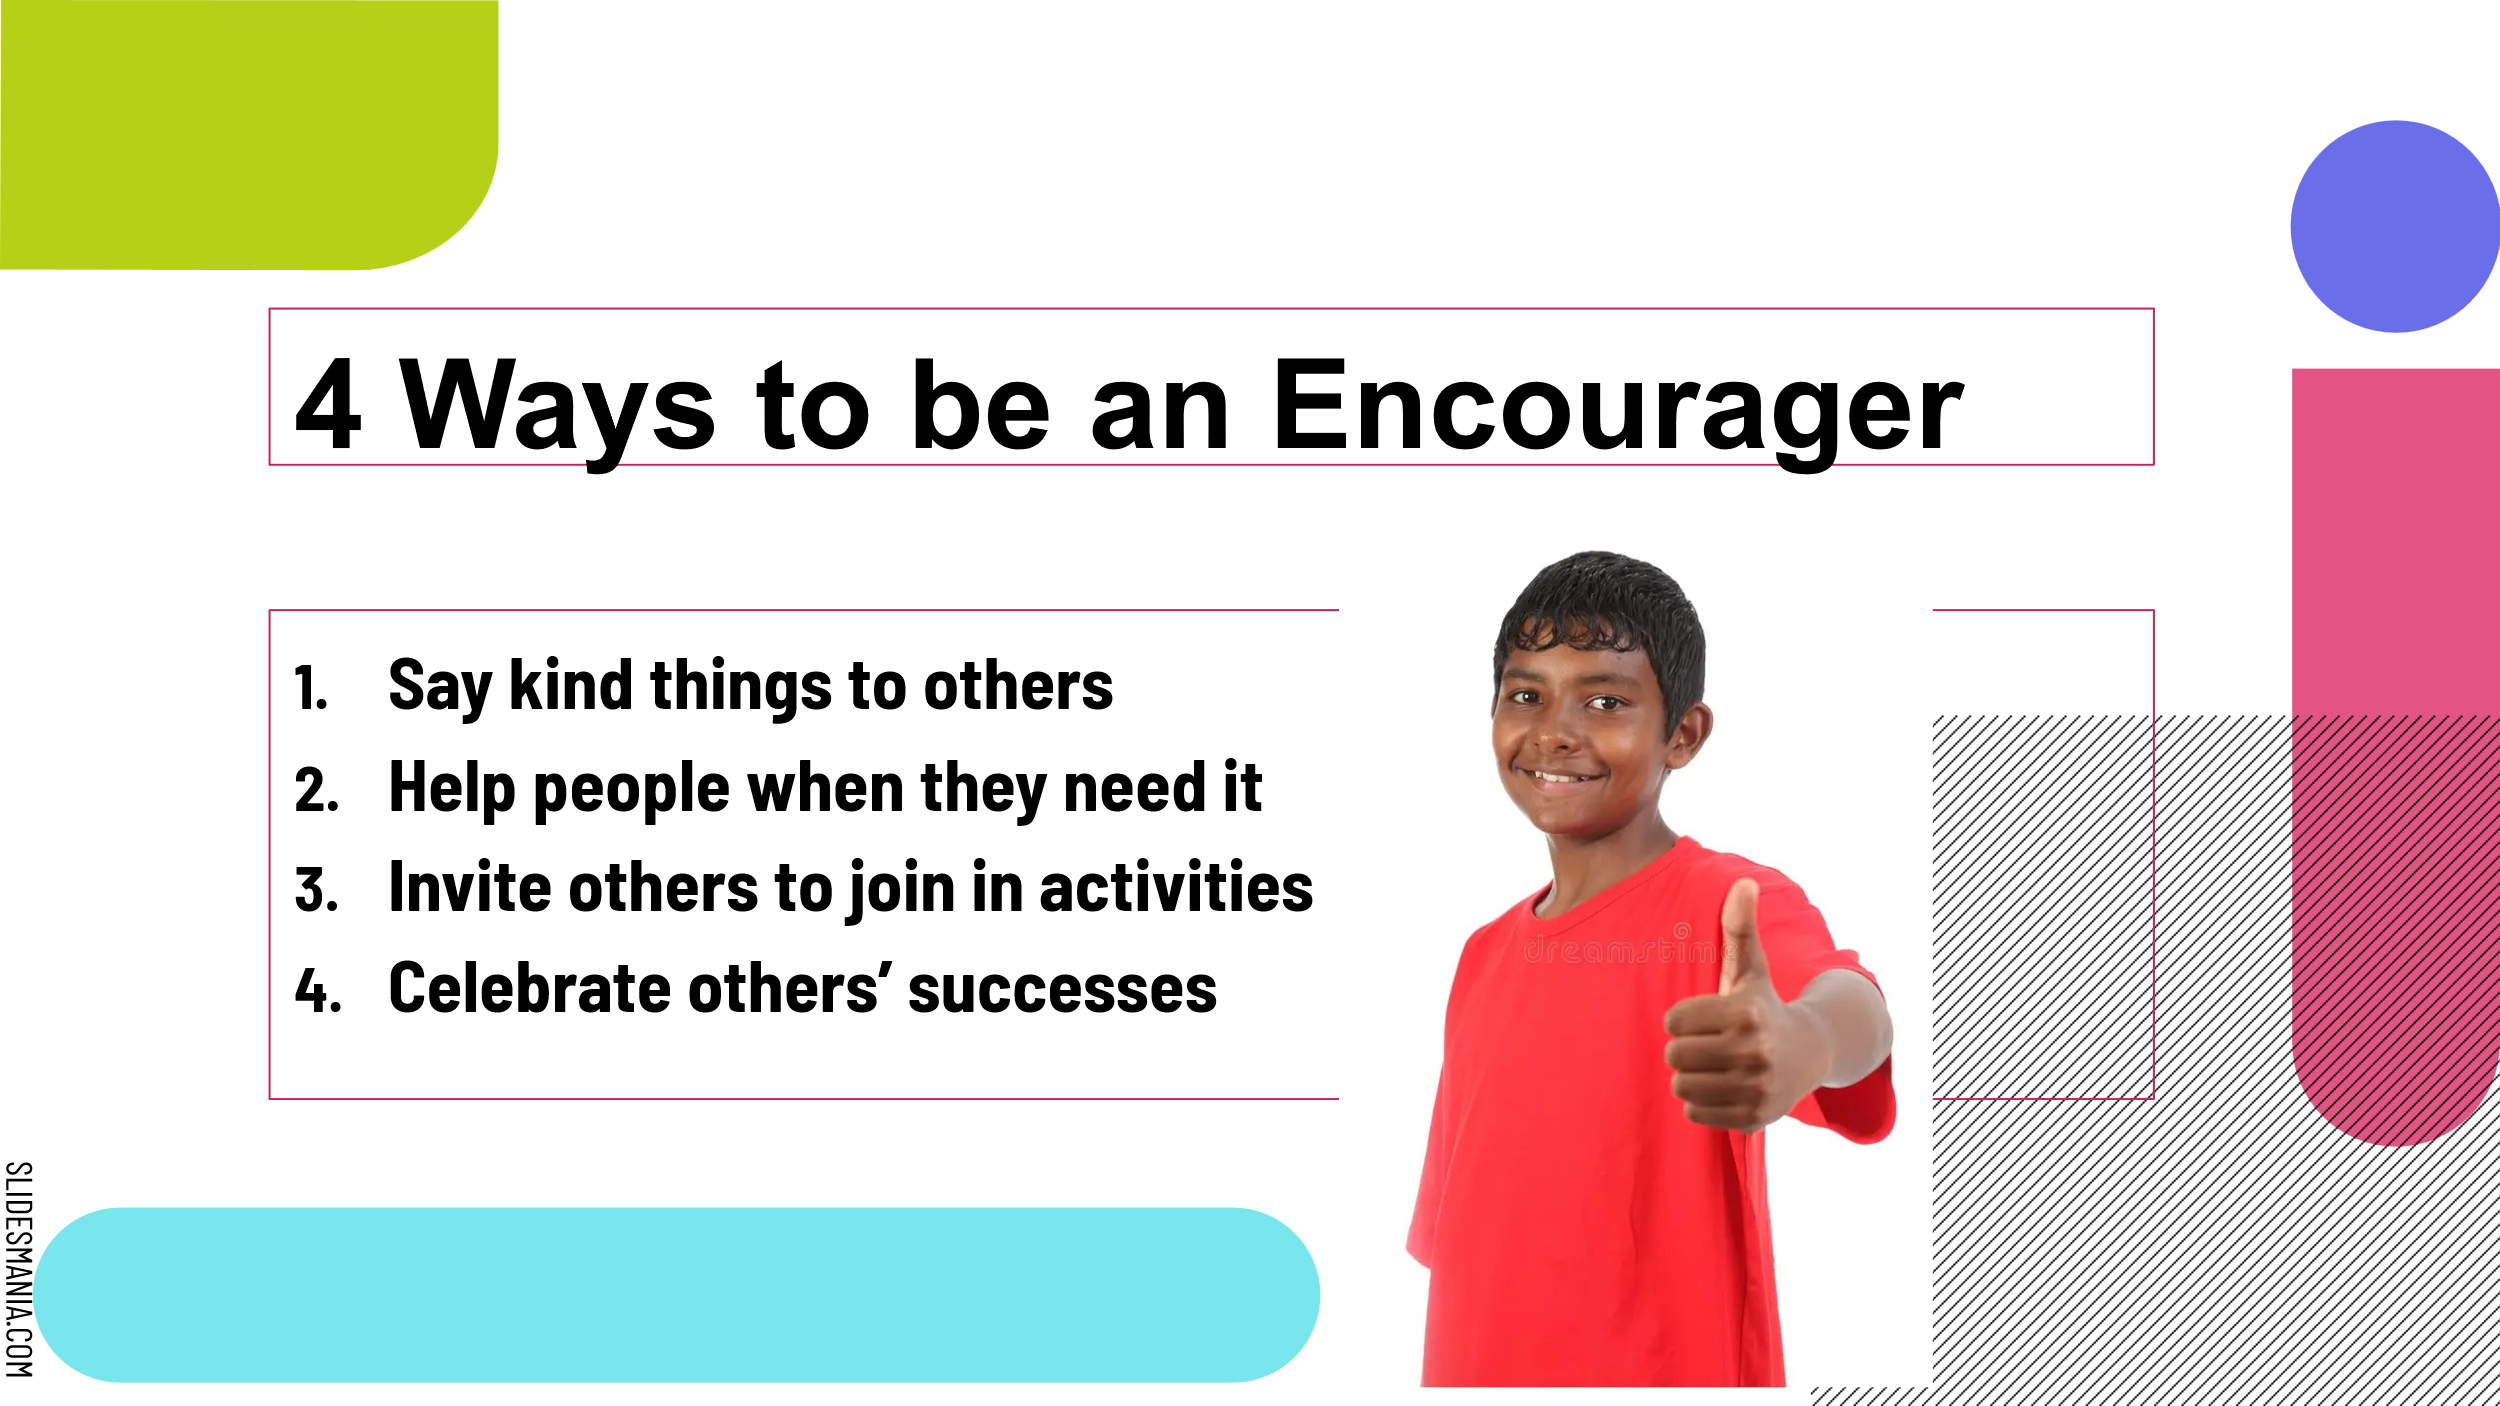 4 Ways to be an Encourager
1. Say kind things to others
2. Help people when they need it
3. Invite others to join in activities
4. Celebrate others’ successes
dreamstime
SLIDESMANIA.COM